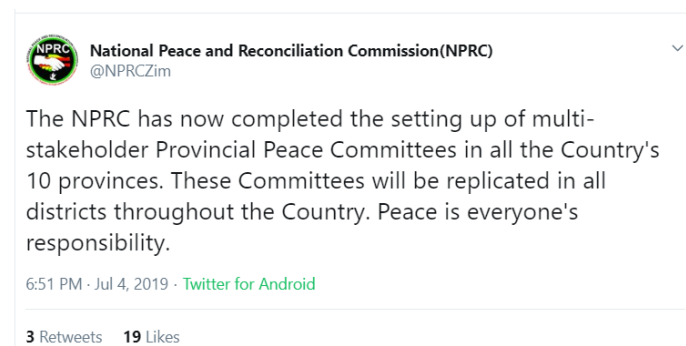 NPRC
National Peace and Reconciliation Commission(NPRC)
@NPRCZim
The NPRC has now completed the setting up of multi-
stakeholder Provincial Peace Committees in all the Country's
10 provinces. These Committees will be replicated in all
districts throughout the Country. Peace is everyone's
responsibility.
6:51 PM · Jul 4, 2019 · Twitter for Android
3 Retweets 19 Likes